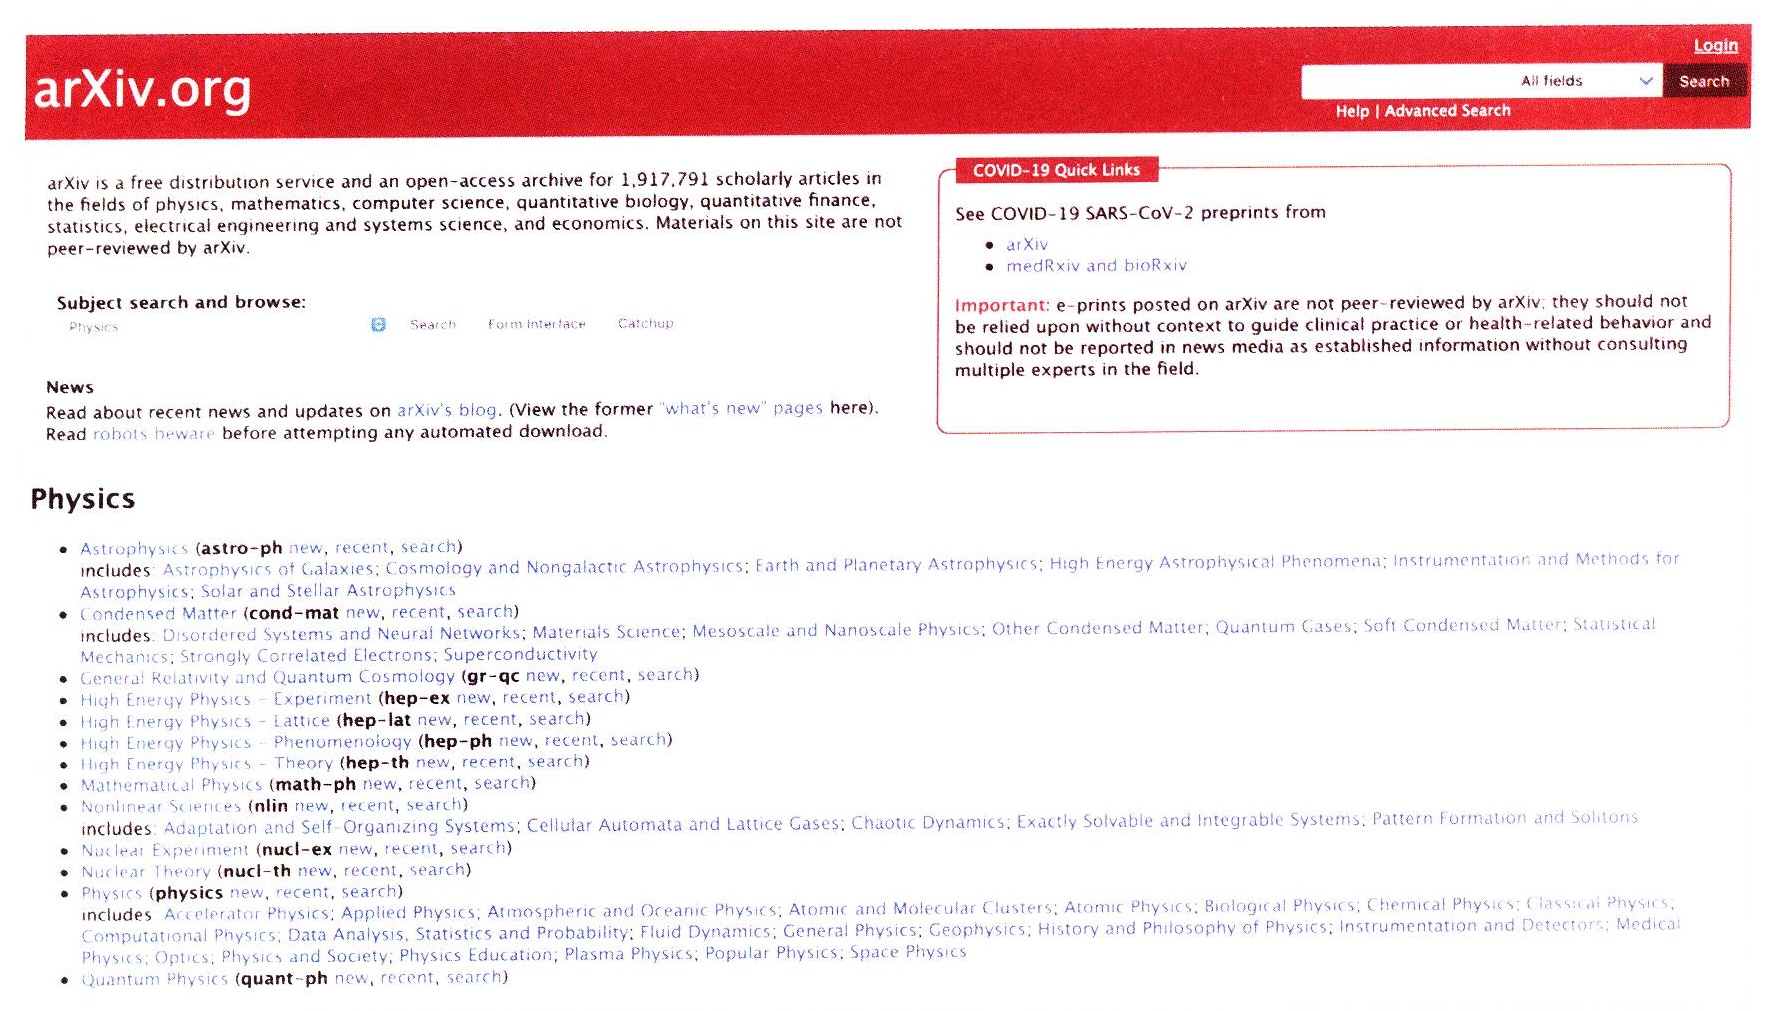 Login
arXiv.org
All fields
Search
Help | Advanced Search
arXiv is a free distribution service and an open-access archive for 1,917,791 scholarly articles in
the fields of physics, mathematics, computer science, quantitative biology, quantitative finance,
statistics, electrical engineering and systems science, and economics. Materials on this site are not
peer-reviewed by arXiv.
Subject search and browse:
Physics Search Form Interface Catchup
News
Read about recent news and updates on arXiv's blog. (View the former "what's new" pages here).
Read robots beware before attempting any automated download.
COVID-19 Quick Links
See COVID-19 SARS-CoV-2 preprints from
• arXiv
• medRxiv and bioRxiv
Important: e-prints posted on arXiv are not peer-reviewed by arXiv; they should not
be relied upon without context to guide clinical practice or health-related behavior and
should not be reported in news media as established information without consulting
multiple experts in the field.
Physics
• Astrophysics (astro-ph new, recent, search)
includes: Astrophysics of Galaxies; Cosmology and Nongalactic Astrophysics; Earth and Planetary Astrophysics; High Energy Astrophysical Phenomena; Instrumentation and Methods for
Astrophysics; Solar and Stellar Astrophysics
• Condensed Matter (cond-mat new, recent, search)
includes: Disordered Systems and Neural Networks; Materials Science; Mesoscale and Nanoscale Physics; Other Condensed Matter; Quantum Gases; Soft Condensed Matter; Statistical
Mechanics; Strongly Correlated Electrons; Superconductivity
• General Relativity and Quantum Cosmology (gr-qc new, recent, search)
• High Energy Physics - Experiment (hep-ex new, recent, search)
• High Energy Physics - Lattice (hep-lat new, recent, search)
• High Energy Physics - Phenomenology (hep-ph new, recent, search)
• High Energy Physics - Theory (hep-th new, recent, search)
• Mathematical Physics (math-ph new, recent, search)
• Nonlinear Sciences (nlin new, recent, search)
includes: Adaptation and Self-Organizing Systems; Cellular Automata and Lattice Gases; Chaotic Dynamics; Exactly Solvable and Integrable Systems; Pattern Formation and Solitons
• Nuclear Experiment (nucl-ex new, recent, search)
• Nuclear Theory (nucl-th new, recent, search)
• Physics (physics new, recent, search)
includes: Accelerator Physics; Applied Physics; Atmospheric and Oceanic Physics; Atomic and Molecular Clusters; Atomic Physics; Biological Physics; Chemical Physics; Classical Physics;
Computational Physics; Data Analysis, Statistics and Probability; Fluid Dynamics; General Physics; Geophysics; History and Philosophy of Physics; Instrumentation and Detectors; Medical
Physics; Optics; Physics and Society; Physics Education; Plasma Physics; Popular Physics; Space Physics
• Quantum Physics (quant-ph new, recent, search)